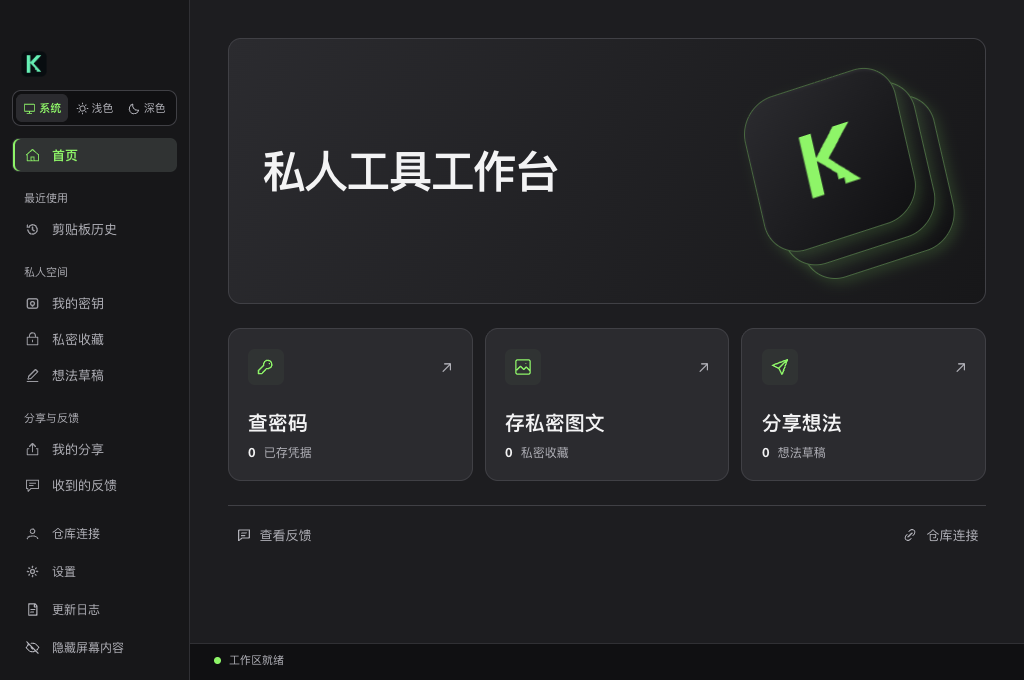 K
系统 浅色 深色
首页
最近使用
剪贴板历史
私人空间
我的密钥
私密收藏
想法草稿
分享与反馈
我的分享
收到的反馈
仓库连接
设置
更新日志
隐藏屏幕内容
私人工具工作台
K
查密码
0 已存凭据
存私密图文
0 私密收藏
分享想法
0 想法草稿
查看反馈
仓库连接
工作区就绪